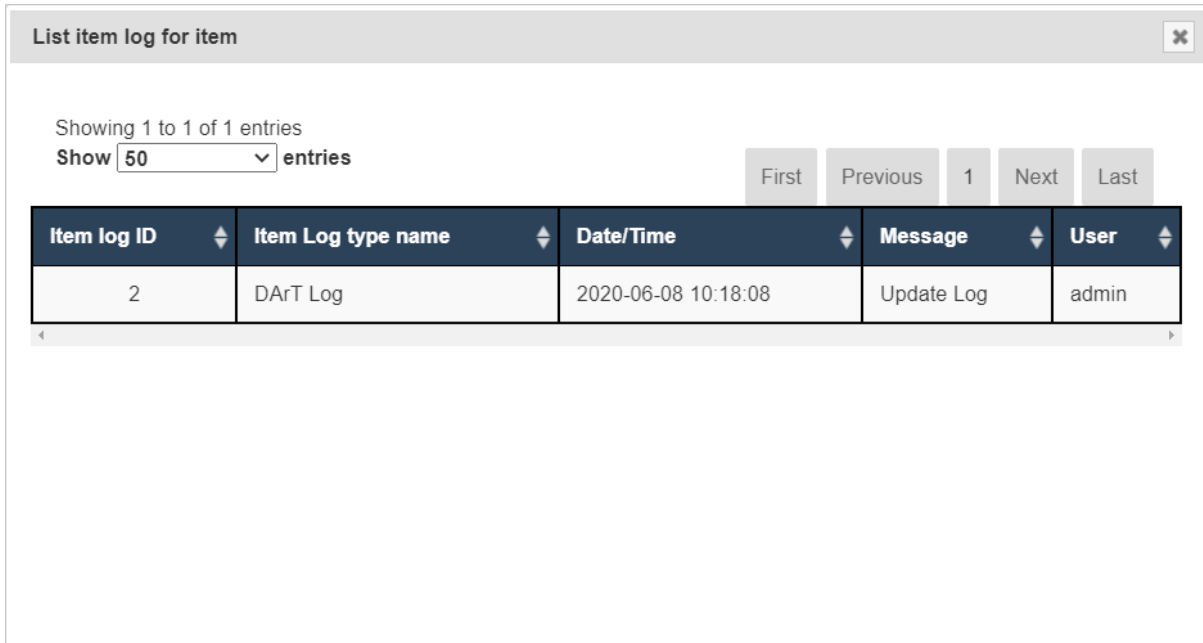 List item log for item
Showing 1 to 1 of 1 entries
Show 50 entries
First Previous 1 Next Last
Item log ID Item Log type name Date/Time Message User
2 DArT Log 2020-06-08 10:18:08 Update Log admin